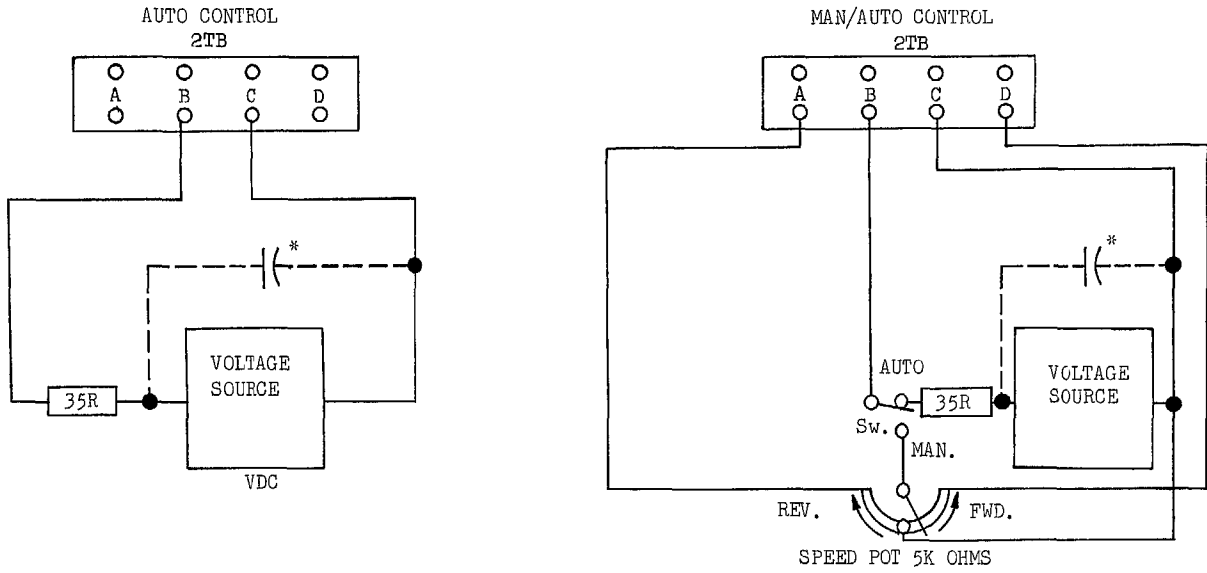 AUTO CONTROL
2TB
A B C D
*
VOLTAGE
SOURCE
35R
VDC
MAN/AUTO CONTROL
2TB
A B C D
*
AUTO
VOLTAGE
SOURCE
35R
Sw.
MAN.
REV.
FWD.
SPEED POT 5K OHMS